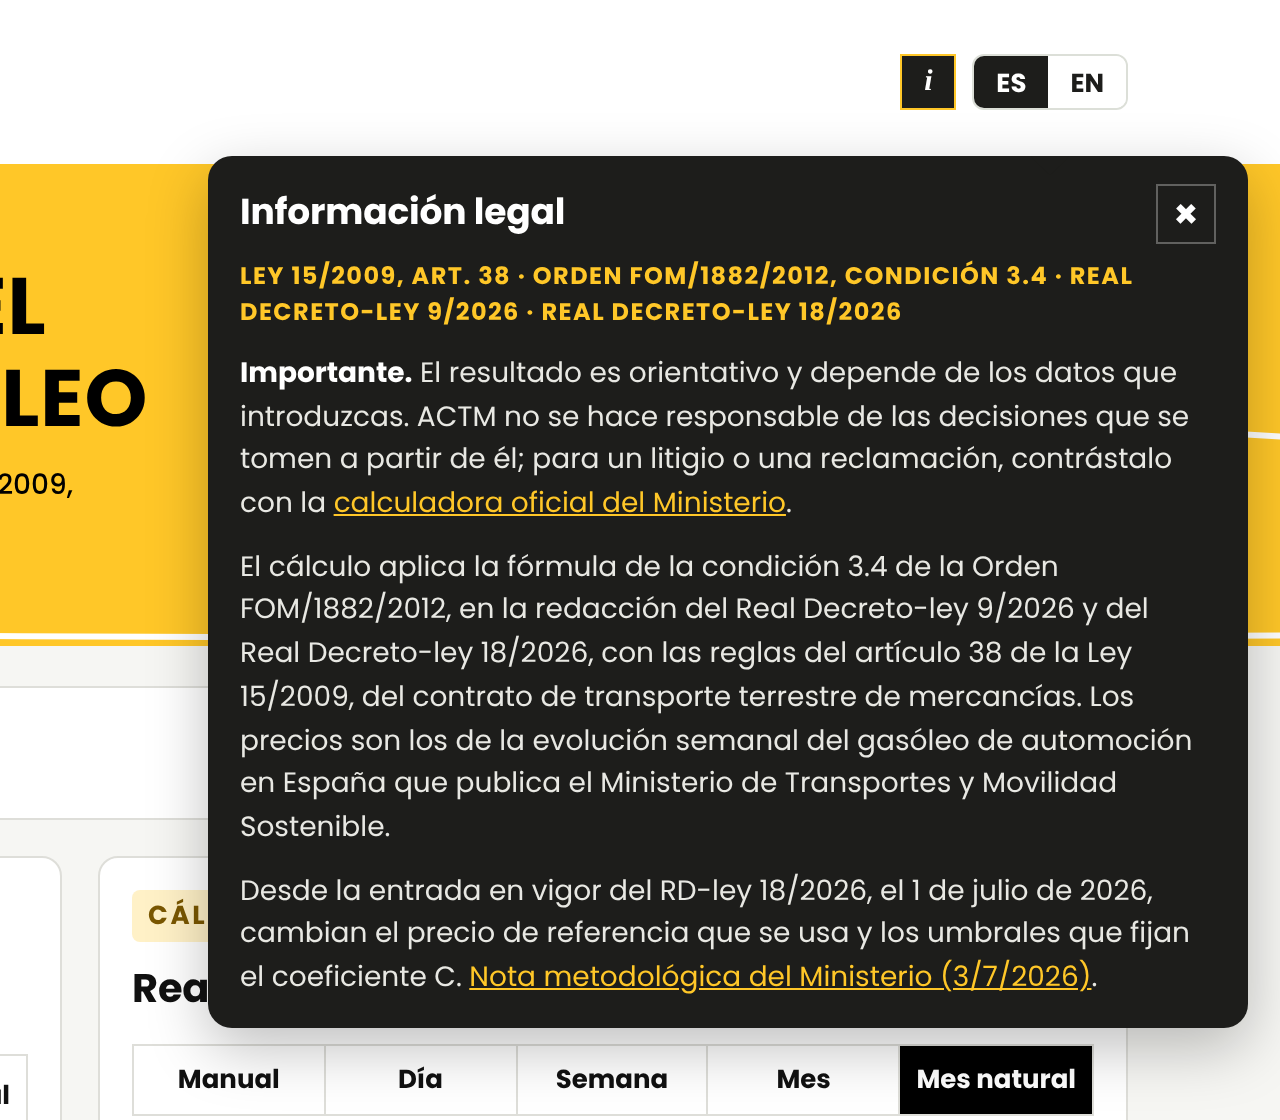 i
ES
EN
Información legal
✖
LEY 15/2009, ART. 38 · ORDEN FOM/1882/2012, CONDICIÓN 3.4 · REAL
DECRETO-LEY 9/2026 · REAL DECRETO-LEY 18/2026
Importante. El resultado es orientativo y depende de los datos que
introduzcas. ACTM no se hace responsable de las decisiones que se
tomen a partir de él; para un litigio o una reclamación, contrástalo
con la calculadora oficial del Ministerio.
El cálculo aplica la fórmula de la condición 3.4 de la Orden
FOM/1882/2012, en la redacción del Real Decreto-ley 9/2026 y del
Real Decreto-ley 18/2026, con las reglas del artículo 38 de la Ley
15/2009, del contrato de transporte terrestre de mercancías. Los
precios son los de la evolución semanal del gasóleo de automoción
en España que publica el Ministerio de Transportes y Movilidad
Sostenible.
Desde la entrada en vigor del RD-ley 18/2026, el 1 de julio de 2026,
cambian el precio de referencia que se usa y los umbrales que fijan
el coeficiente C. Nota metodológica del Ministerio (3/7/2026).
EL
LEO
2009,
CÁL
Rea
Manual
Día
Semana
Mes
Mes natural